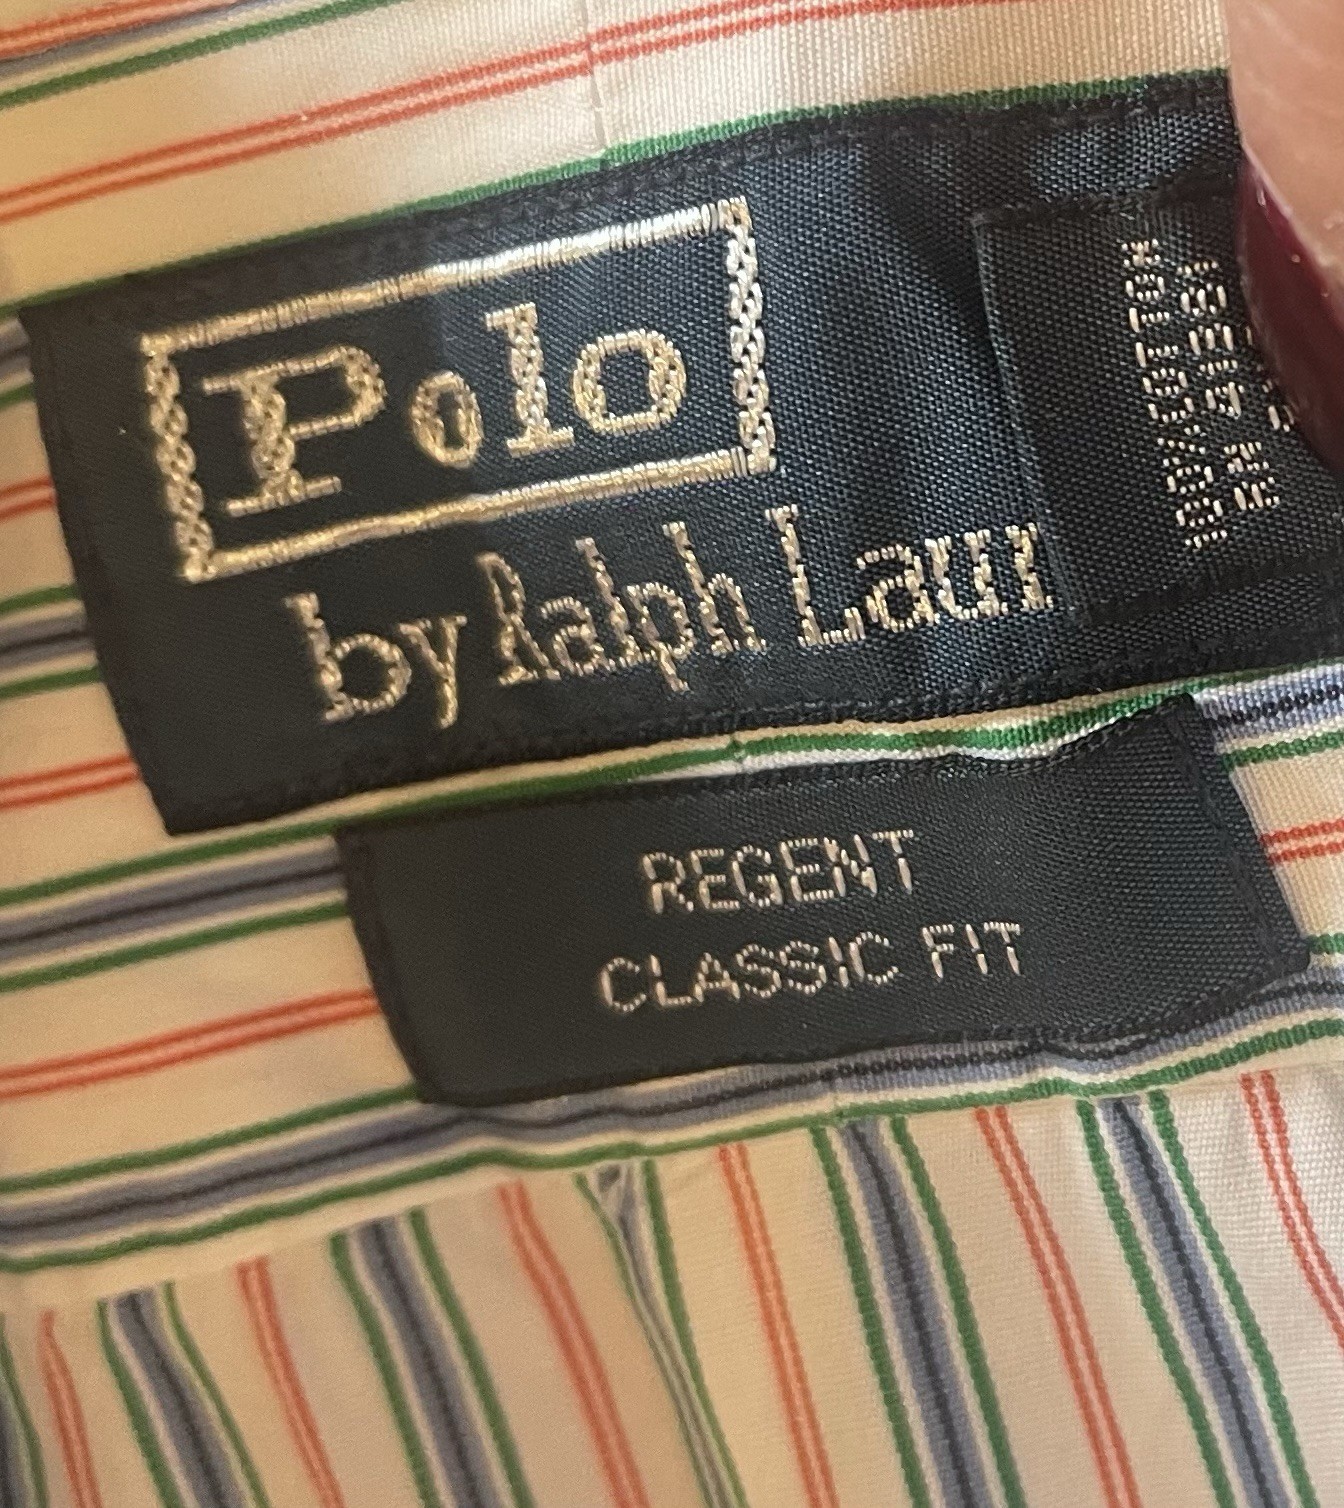 Polo
by Ralph Laur
REGENT
CLASSIC FIT